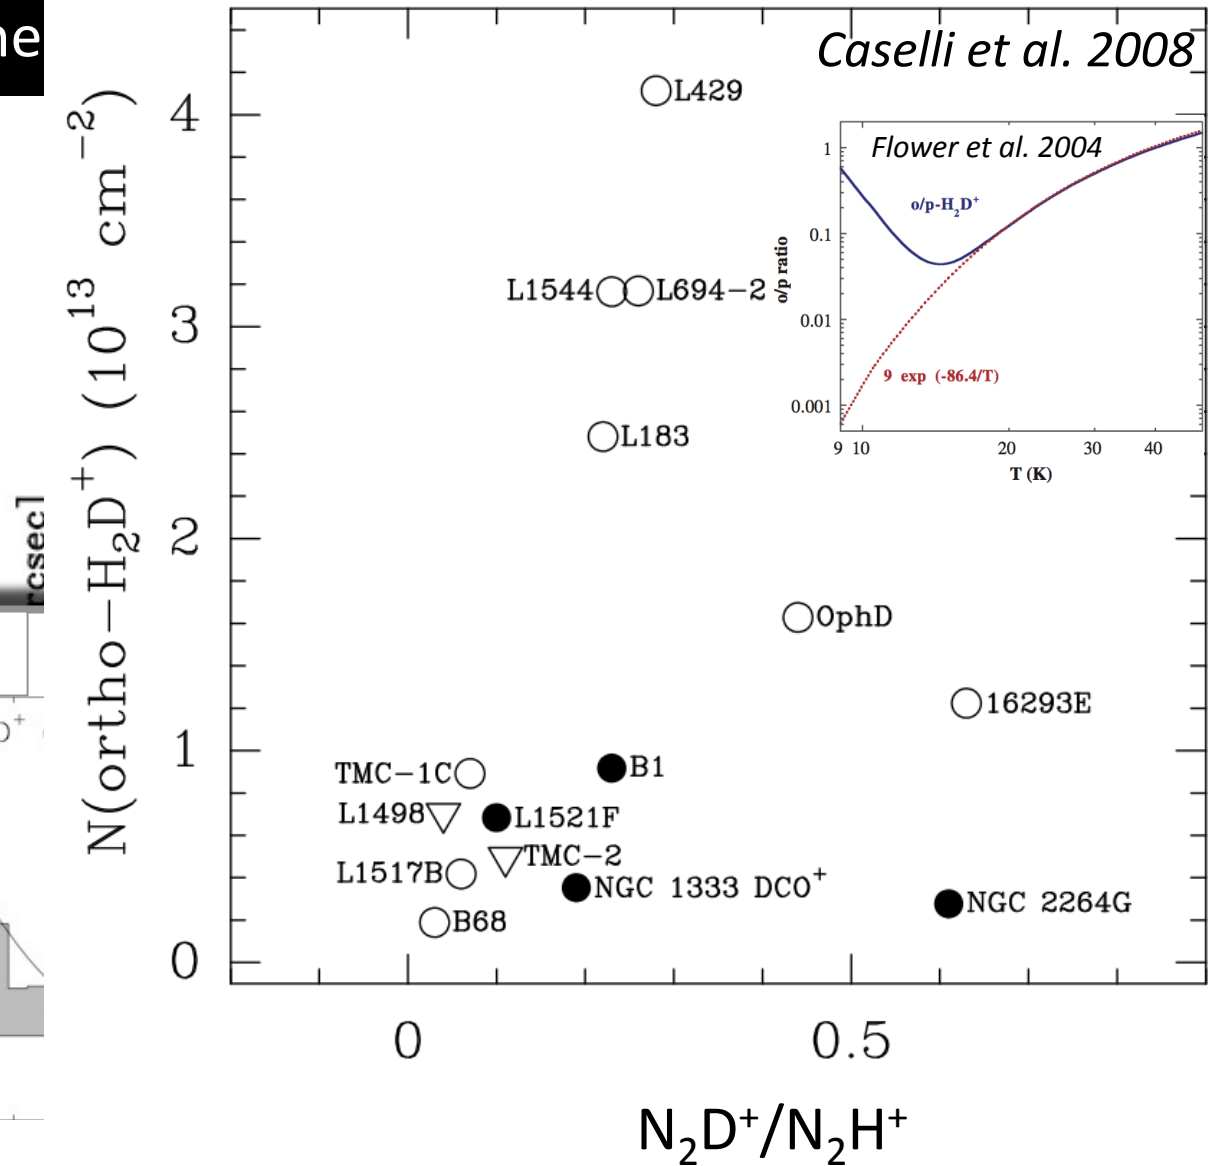 ne
Caselli et al. 2008
N(ortho−H₂D⁺) (10¹³ cm⁻²)
4
3
2
1
0
0
0.5
N₂D⁺/N₂H⁺
L429
L1544
L694−2
L183
OphD
16293E
TMC−1C
B1
L1498
L1521F
TMC−2
L1517B
NGC 1333 DCO⁺
NGC 2264G
B68
Flower et al. 2004
o/p-H₂D⁺
9 exp (-86.4/T)
o/p ratio
1
0.1
0.01
0.001
9 10 20 30 40
T (K)
rcsec]
D⁺